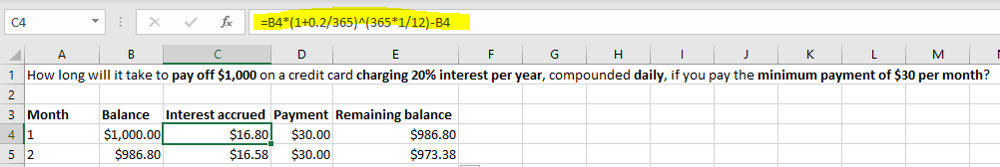 C4 =B4*(1+0.2/365)^(365*1/12)-B4
A B C D E F G H I J K L M
1 How long will it take to pay off $1,000 on a credit card charging 20% interest per year, compounded daily, if you pay the minimum payment of $30 per month?
2
3 Month Balance Interest accrued Payment Remaining balance
4 1 $1,000.00 $16.80 $30.00 $986.80
5 2 $986.80 $16.58 $30.00 $973.38